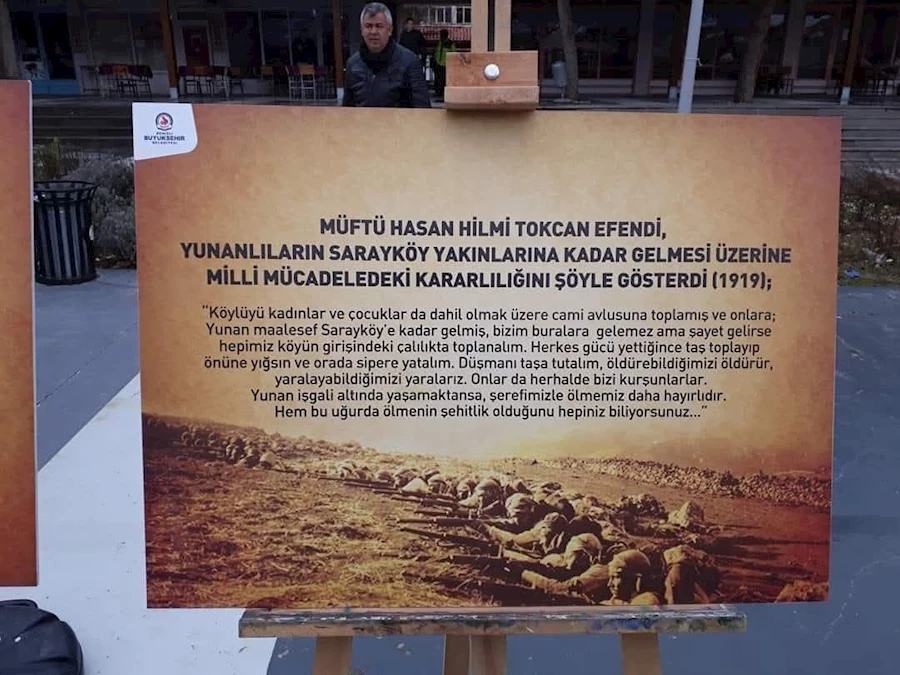 DENİZLİ
BÜYÜKŞEHİR
BELEDİYESİ
MÜFTÜ HASAN HİLMİ TOKCAN EFENDİ,
YUNANLILARIN SARAYKÖY YAKINLARINA KADAR GELMESİ ÜZERİNE
MİLLİ MÜCADELEDEKİ KARARLILIĞINI ŞÖYLE GÖSTERDİ (1919);
“Köylüyü kadınlar ve çocuklar da dahil olmak üzere cami avlusuna toplamış ve onlara;
Yunan maalesef Sarayköy’e kadar gelmiş, bizim buralara gelemez ama şayet gelirse
hepimiz köyün girişindeki çalılıkta toplanalım. Herkes gücü yettiğince taş toplayıp
önüne yığsın ve orada sipere yatalım. Düşmanı taşa tutalım, öldürebildiğimizi öldürür,
yaralayabildiğimizi yaralarız. Onlar da herhalde bizi kurşunlarlar.
Yunan işgali altında yaşamaktansa, şerefimizle ölmemiz daha hayırlıdır.
Hem bu uğurda ölmenin şehitlik olduğunu hepiniz biliyorsunuz...”